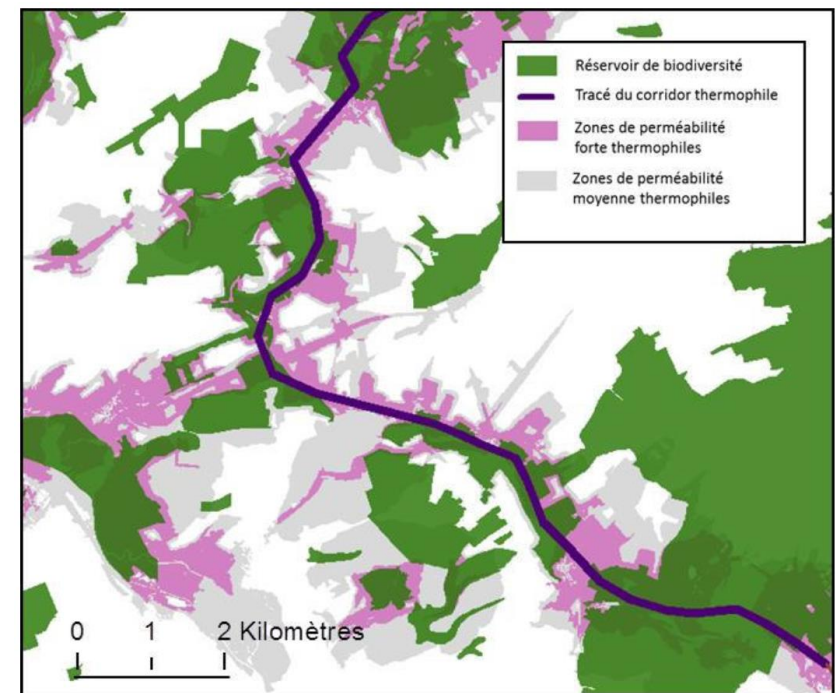 Réservoir de biodiversité
Tracé du corridor thermophile
Zones de perméabilité
forte thermophiles
Zones de perméabilité
moyenne thermophiles
0 1 2 Kilomètres